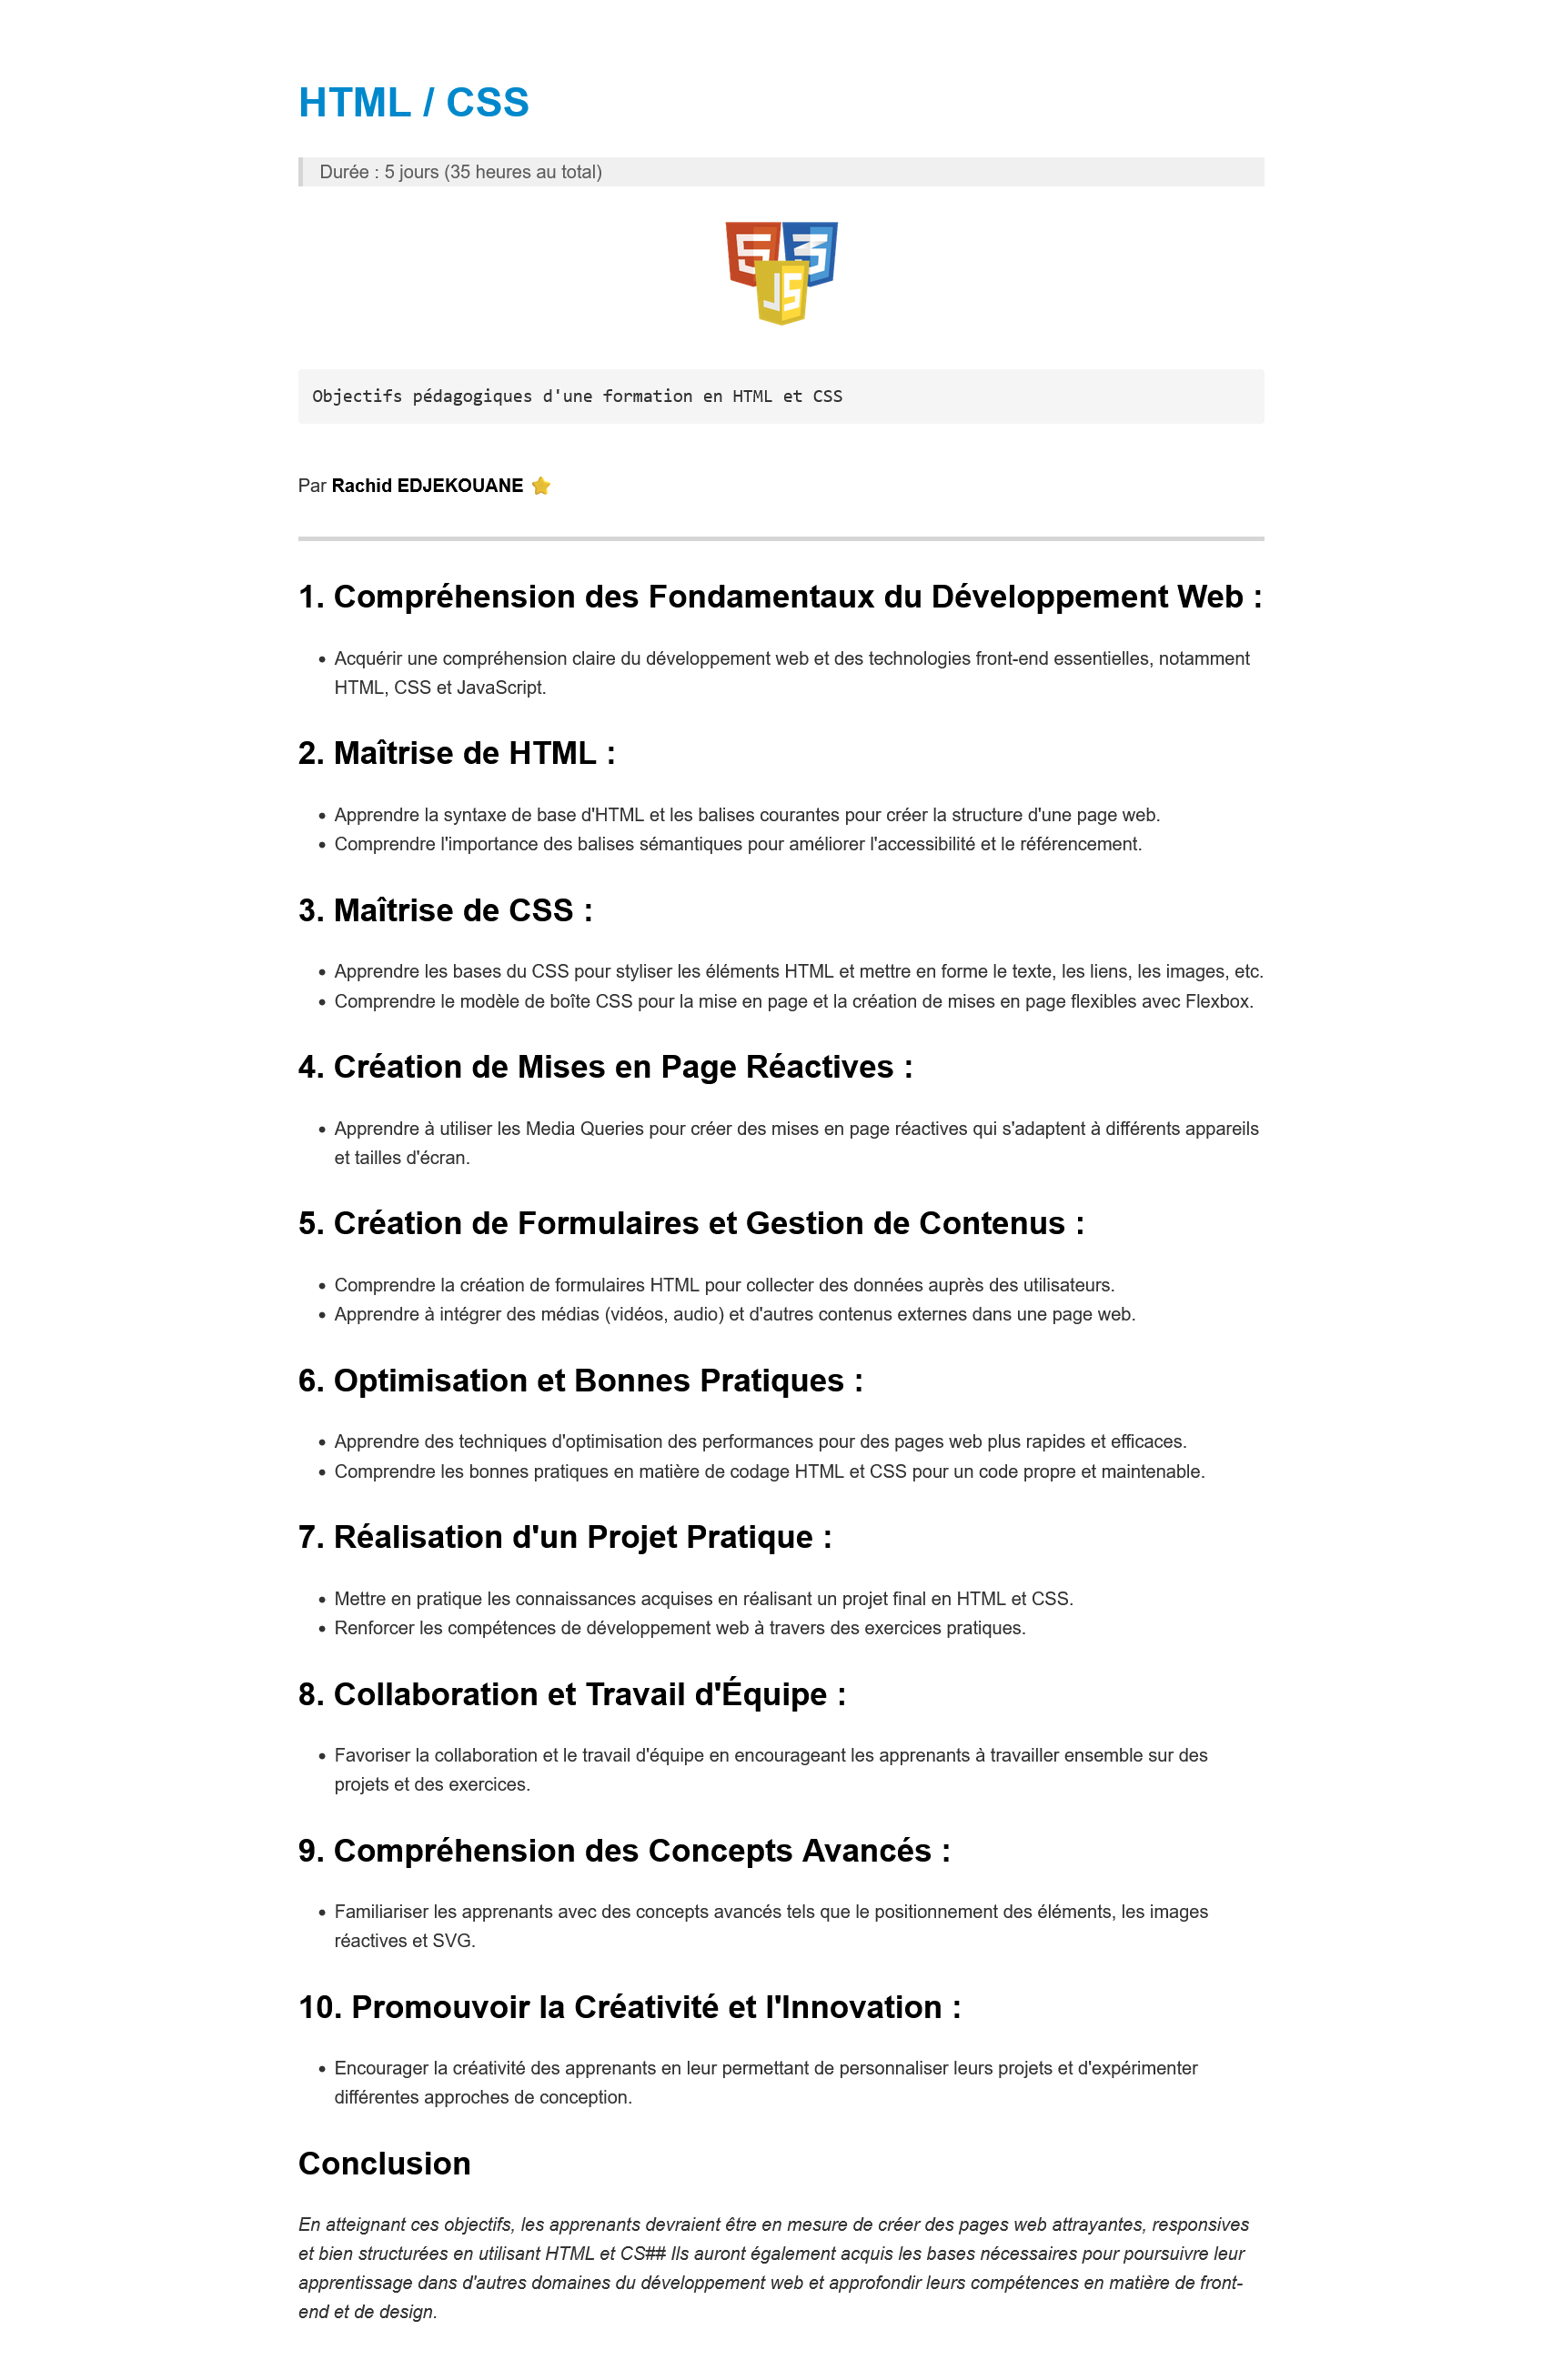 HTML / CSS
Durée : 5 jours (35 heures au total)
5 3
JS
Objectifs pédagogiques d'une formation en HTML et CSS
Par Rachid EDJEKOUANE
1. Compréhension des Fondamentaux du Développement Web :
• Acquérir une compréhension claire du développement web et des technologies front-end essentielles, notamment
HTML, CSS et JavaScript.
2. Maîtrise de HTML :
• Apprendre la syntaxe de base d'HTML et les balises courantes pour créer la structure d'une page web.
• Comprendre l'importance des balises sémantiques pour améliorer l'accessibilité et le référencement.
3. Maîtrise de CSS :
• Apprendre les bases du CSS pour styliser les éléments HTML et mettre en forme le texte, les liens, les images, etc.
• Comprendre le modèle de boîte CSS pour la mise en page et la création de mises en page flexibles avec Flexbox.
4. Création de Mises en Page Réactives :
• Apprendre à utiliser les Media Queries pour créer des mises en page réactives qui s'adaptent à différents appareils
et tailles d'écran.
5. Création de Formulaires et Gestion de Contenus :
• Comprendre la création de formulaires HTML pour collecter des données auprès des utilisateurs.
• Apprendre à intégrer des médias (vidéos, audio) et d'autres contenus externes dans une page web.
6. Optimisation et Bonnes Pratiques :
• Apprendre des techniques d'optimisation des performances pour des pages web plus rapides et efficaces.
• Comprendre les bonnes pratiques en matière de codage HTML et CSS pour un code propre et maintenable.
7. Réalisation d'un Projet Pratique :
• Mettre en pratique les connaissances acquises en réalisant un projet final en HTML et CSS.
• Renforcer les compétences de développement web à travers des exercices pratiques.
8. Collaboration et Travail d'Équipe :
• Favoriser la collaboration et le travail d'équipe en encourageant les apprenants à travailler ensemble sur des
projets et des exercices.
9. Compréhension des Concepts Avancés :
• Familiariser les apprenants avec des concepts avancés tels que le positionnement des éléments, les images
réactives et SVG.
10. Promouvoir la Créativité et l'Innovation :
• Encourager la créativité des apprenants en leur permettant de personnaliser leurs projets et d'expérimenter
différentes approches de conception.
Conclusion
En atteignant ces objectifs, les apprenants devraient être en mesure de créer des pages web attrayantes, responsives
et bien structurées en utilisant HTML et CS## Ils auront également acquis les bases nécessaires pour poursuivre leur
apprentissage dans d'autres domaines du développement web et approfondir leurs compétences en matière de front-
end et de design.